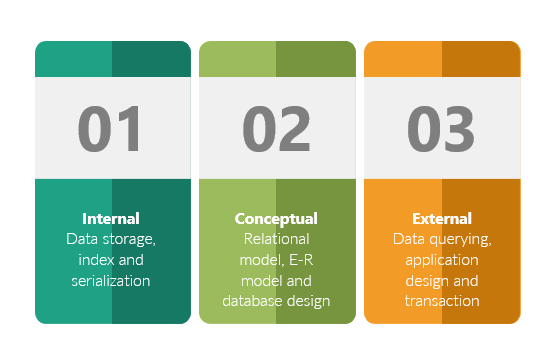 01
Internal
Data storage,
index and
serialization
02
Conceptual
Relational
model, E-R
model and
database design
03
External
Data querying,
application
design and
transaction